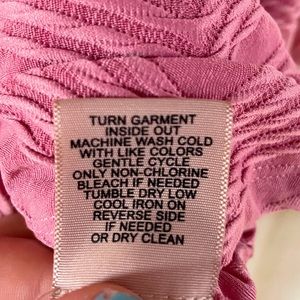 TURN GARMENT
INSIDE OUT
MACHINE WASH COLD
WITH LIKE COLORS
GENTLE CYCLE
ONLY NON-CHLORINE
BLEACH IF NEEDED
TUMBLE DRY LOW
COOL IRON ON
REVERSE SIDE
IF NEEDED
OR DRY CLEAN